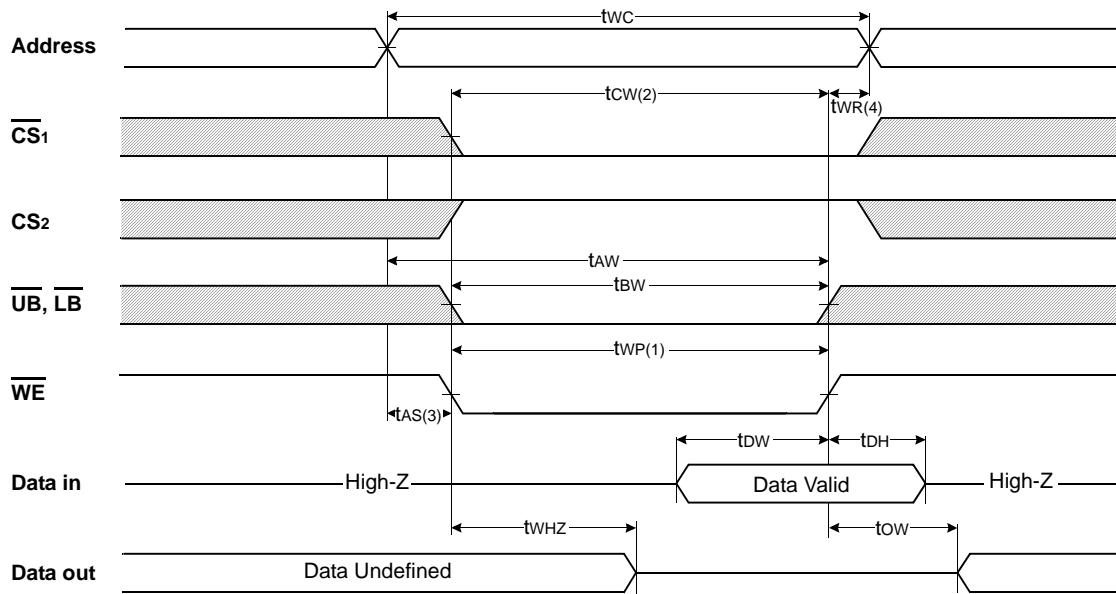 tWC
Address
tCW(2)
tWR(4)
CS1
CS2
tAW
tBW
UB, LB
tWP(1)
WE
tAS(3)
tDW
tDH
Data in
High-Z
Data Valid
High-Z
tWHZ
tOW
Data out
Data Undefined